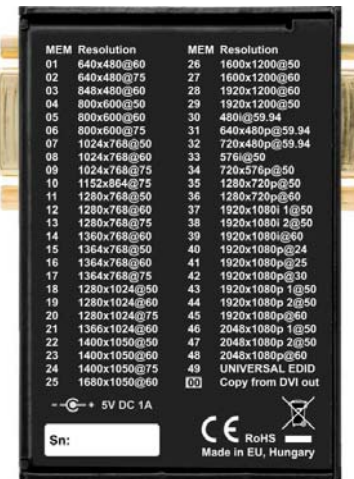 MEM Resolution MEM Resolution
01 640x480@60 26 1600x1200@50
02 640x480@75 27 1600x1200@60
03 848x480@60 28 1920x1200@60
04 800x600@50 29 1920x1200@50
05 800x600@60 30 480i@59.94
06 800x600@75 31 640x480p@59.94
07 1024x768@50 32 720x480p@59.94
08 1024x768@60 33 576i@50
09 1024x768@75 34 720x576p@50
10 1152x864@75 35 1280x720p@50
11 1280x768@50 36 1280x720p@60
12 1280x768@60 37 1920x1080i 1@50
13 1280x768@75 38 1920x1080i 2@50
14 1360x768@60 39 1920x1080i@60
15 1364x768@50 40 1920x1080p@24
16 1364x768@60 41 1920x1080p@25
17 1364x768@75 42 1920x1080p@30
18 1280x1024@50 43 1920x1080p 1@50
19 1280x1024@60 44 1920x1080p 2@50
20 1280x1024@75 45 1920x1080p@60
21 1366x1024@60 46 2048x1080p 1@50
22 1400x1050@50 47 2048x1080p 2@50
23 1400x1050@60 48 2048x1080p@60
24 1400x1050@75 49 UNIVERSAL EDID
25 1680x1050@60 00 Copy from DVI out
5V DC 1A
Sn:
CE RoHS
Made in EU, Hungary